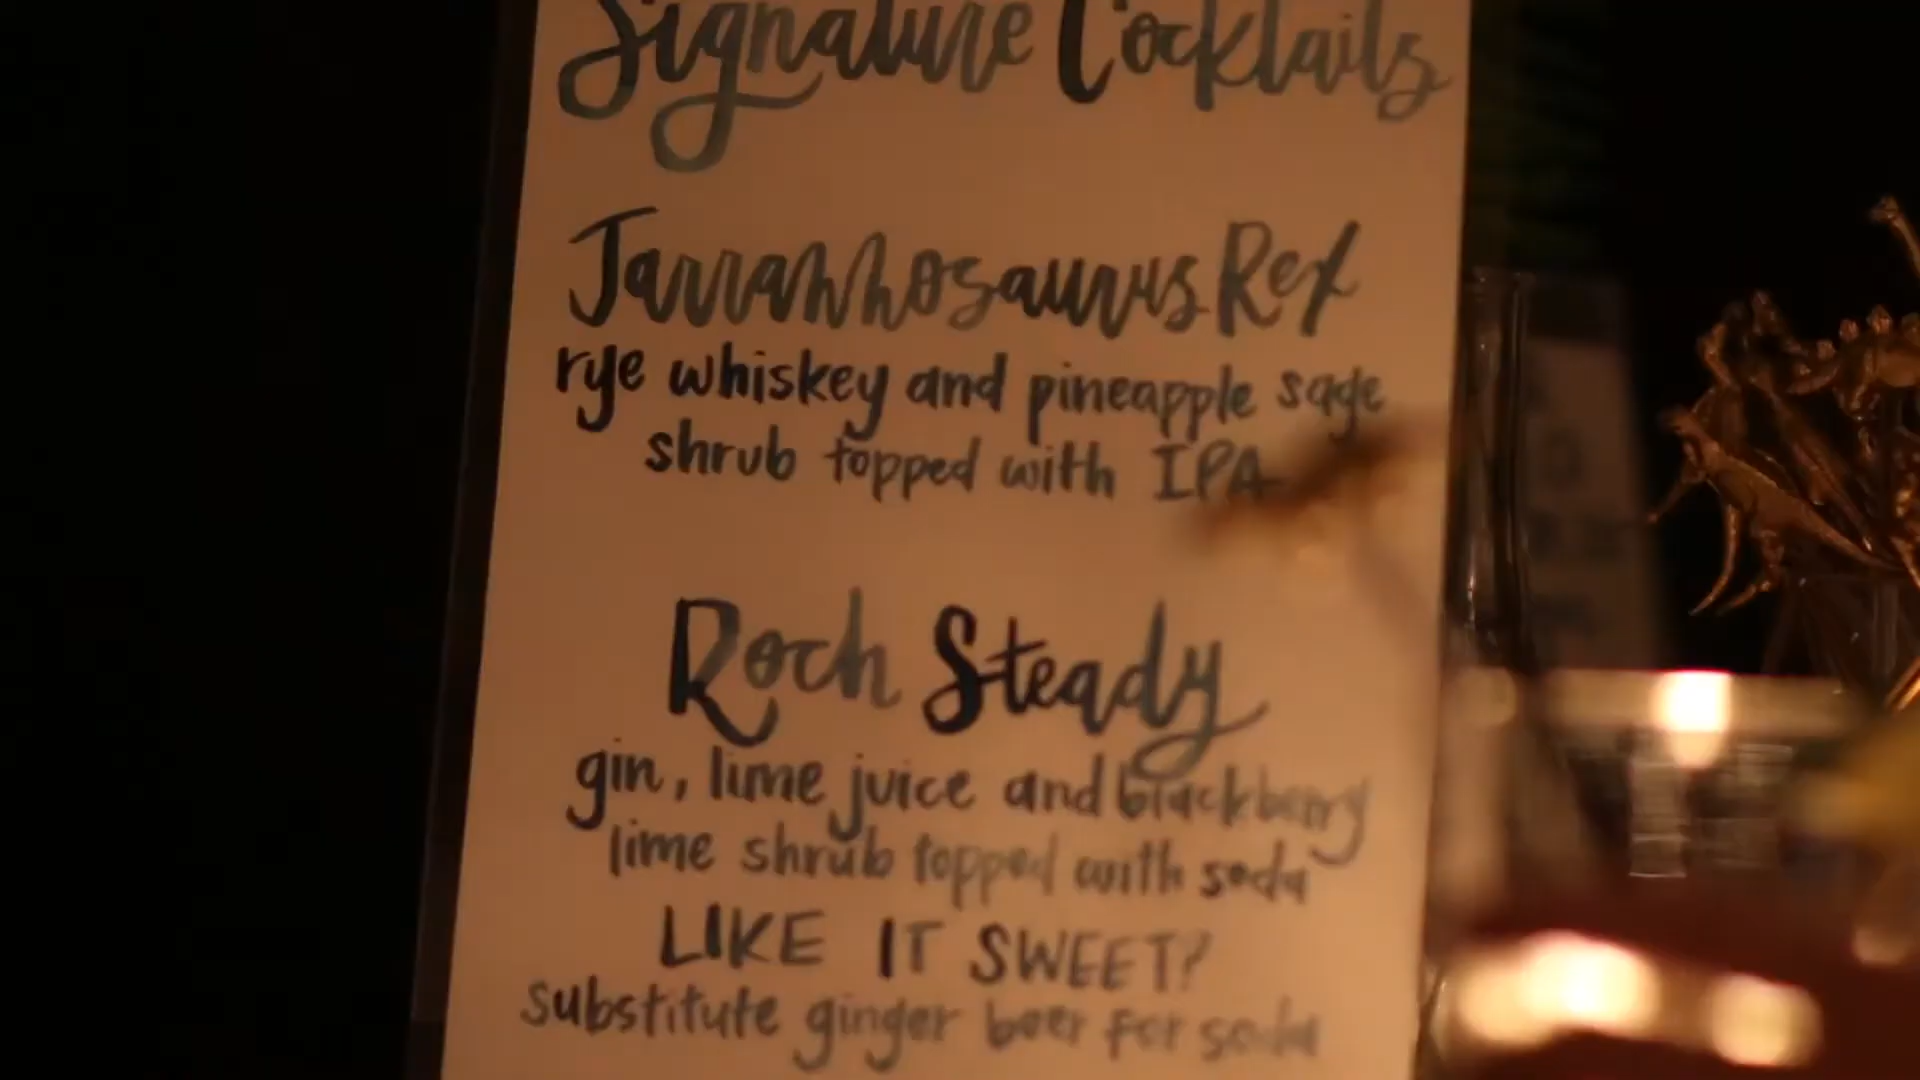 Signature Cocktails
Jarrannosaurus Rex
rye whiskey and pineapple sage
shrub topped with IPA
Roch Steady
gin, lime juice and blackberry
lime shrub topped with soda
LIKE IT SWEET?
substitute ginger beer for soda